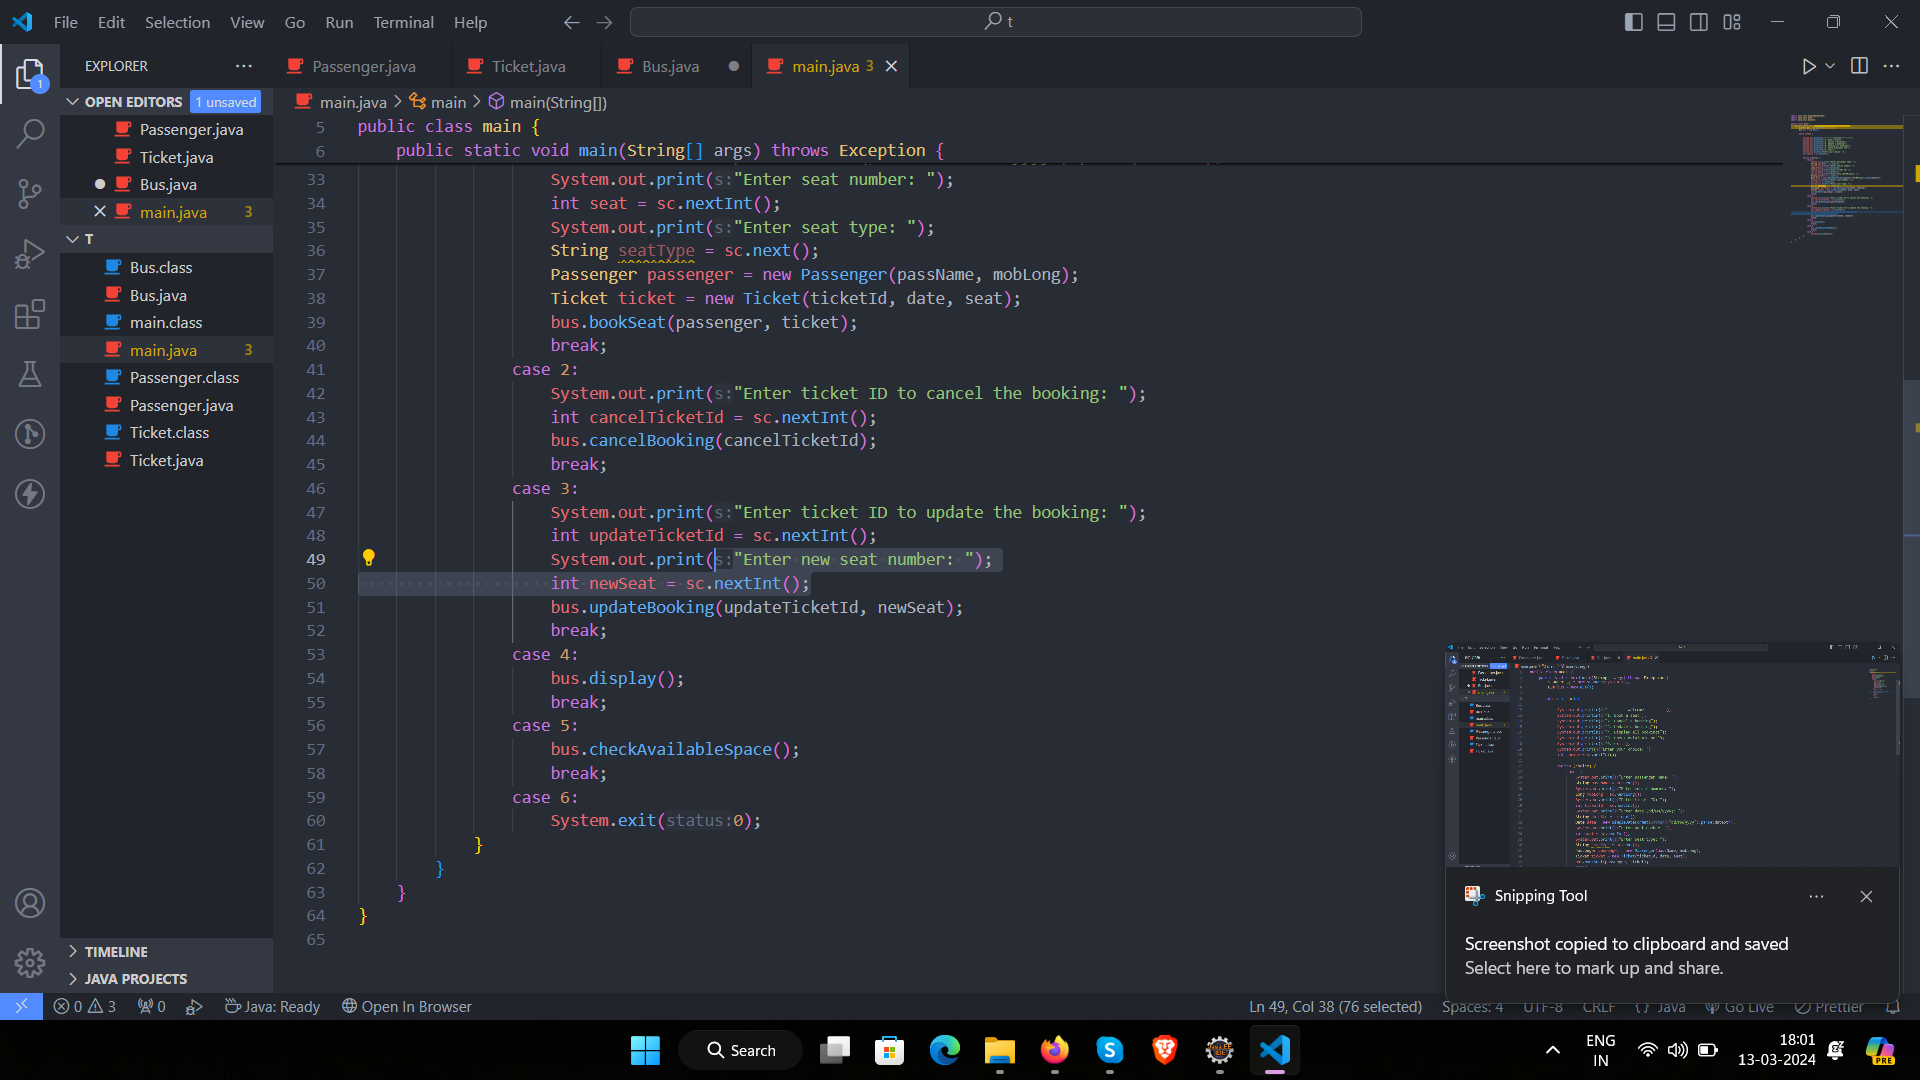 File Edit Selection View Go Run Terminal Help
t
EXPLORER
Passenger.java
Ticket.java
Bus.java
main.java 3
OPEN EDITORS 1 unsaved
Passenger.java
Ticket.java
Bus.java
main.java 3
T
Bus.class
Bus.java
main.class
main.java 3
Passenger.class
Passenger.java
Ticket.class
Ticket.java
TIMELINE
JAVA PROJECTS
main.java > main > main(String[])
5 public class main {
6 public static void main(String[] args) throws Exception {
33 System.out.print(s:"Enter seat number: ");
34 int seat = sc.nextInt();
35 System.out.print(s:"Enter seat type: ");
36 String seatType = sc.next();
37 Passenger passenger = new Passenger(passName, mobLong);
38 Ticket ticket = new Ticket(ticketId, date, seat);
39 bus.bookSeat(passenger, ticket);
40 break;
41 case 2:
42 System.out.print(s:"Enter ticket ID to cancel the booking: ");
43 int cancelTicketId = sc.nextInt();
44 bus.cancelBooking(cancelTicketId);
45 break;
46 case 3:
47 System.out.print(s:"Enter ticket ID to update the booking: ");
48 int updateTicketId = sc.nextInt();
49 System.out.print(s:"Enter new seat number: ");
50 int newSeat = sc.nextInt();
51 bus.updateBooking(updateTicketId, newSeat);
52 break;
53 case 4:
54 bus.display();
55 break;
56 case 5:
57 bus.checkAvailableSpace();
58 break;
59 case 6:
60 System.exit(status:0);
61 }
62 }
63 }
64 }
65
Snipping Tool
Screenshot copied to clipboard and saved
Select here to mark up and share.
0 3 0 Java: Ready Open In Browser
Ln 49, Col 38 (76 selected) Spaces: 4 UTF-8 CRLF {} Java Go Live Prettier
Search
ENG
IN
18:01
13-03-2024
PRE